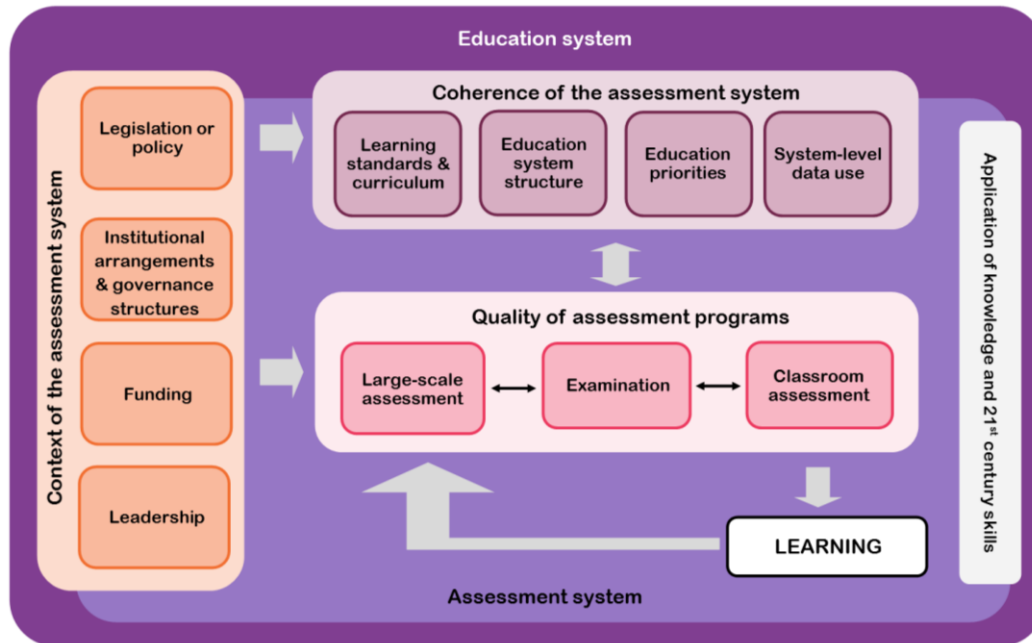 Education system
Context of the assessment system
Legislation or
policy
Institutional
arrangements
& governance
structures
Funding
Leadership
Coherence of the assessment system
Learning
standards &
curriculum
Education
system
structure
Education
priorities
System-level
data use
Quality of assessment programs
Large-scale
assessment
Examination
Classroom
assessment
LEARNING
Assessment system
Application of knowledge and 21st century skills